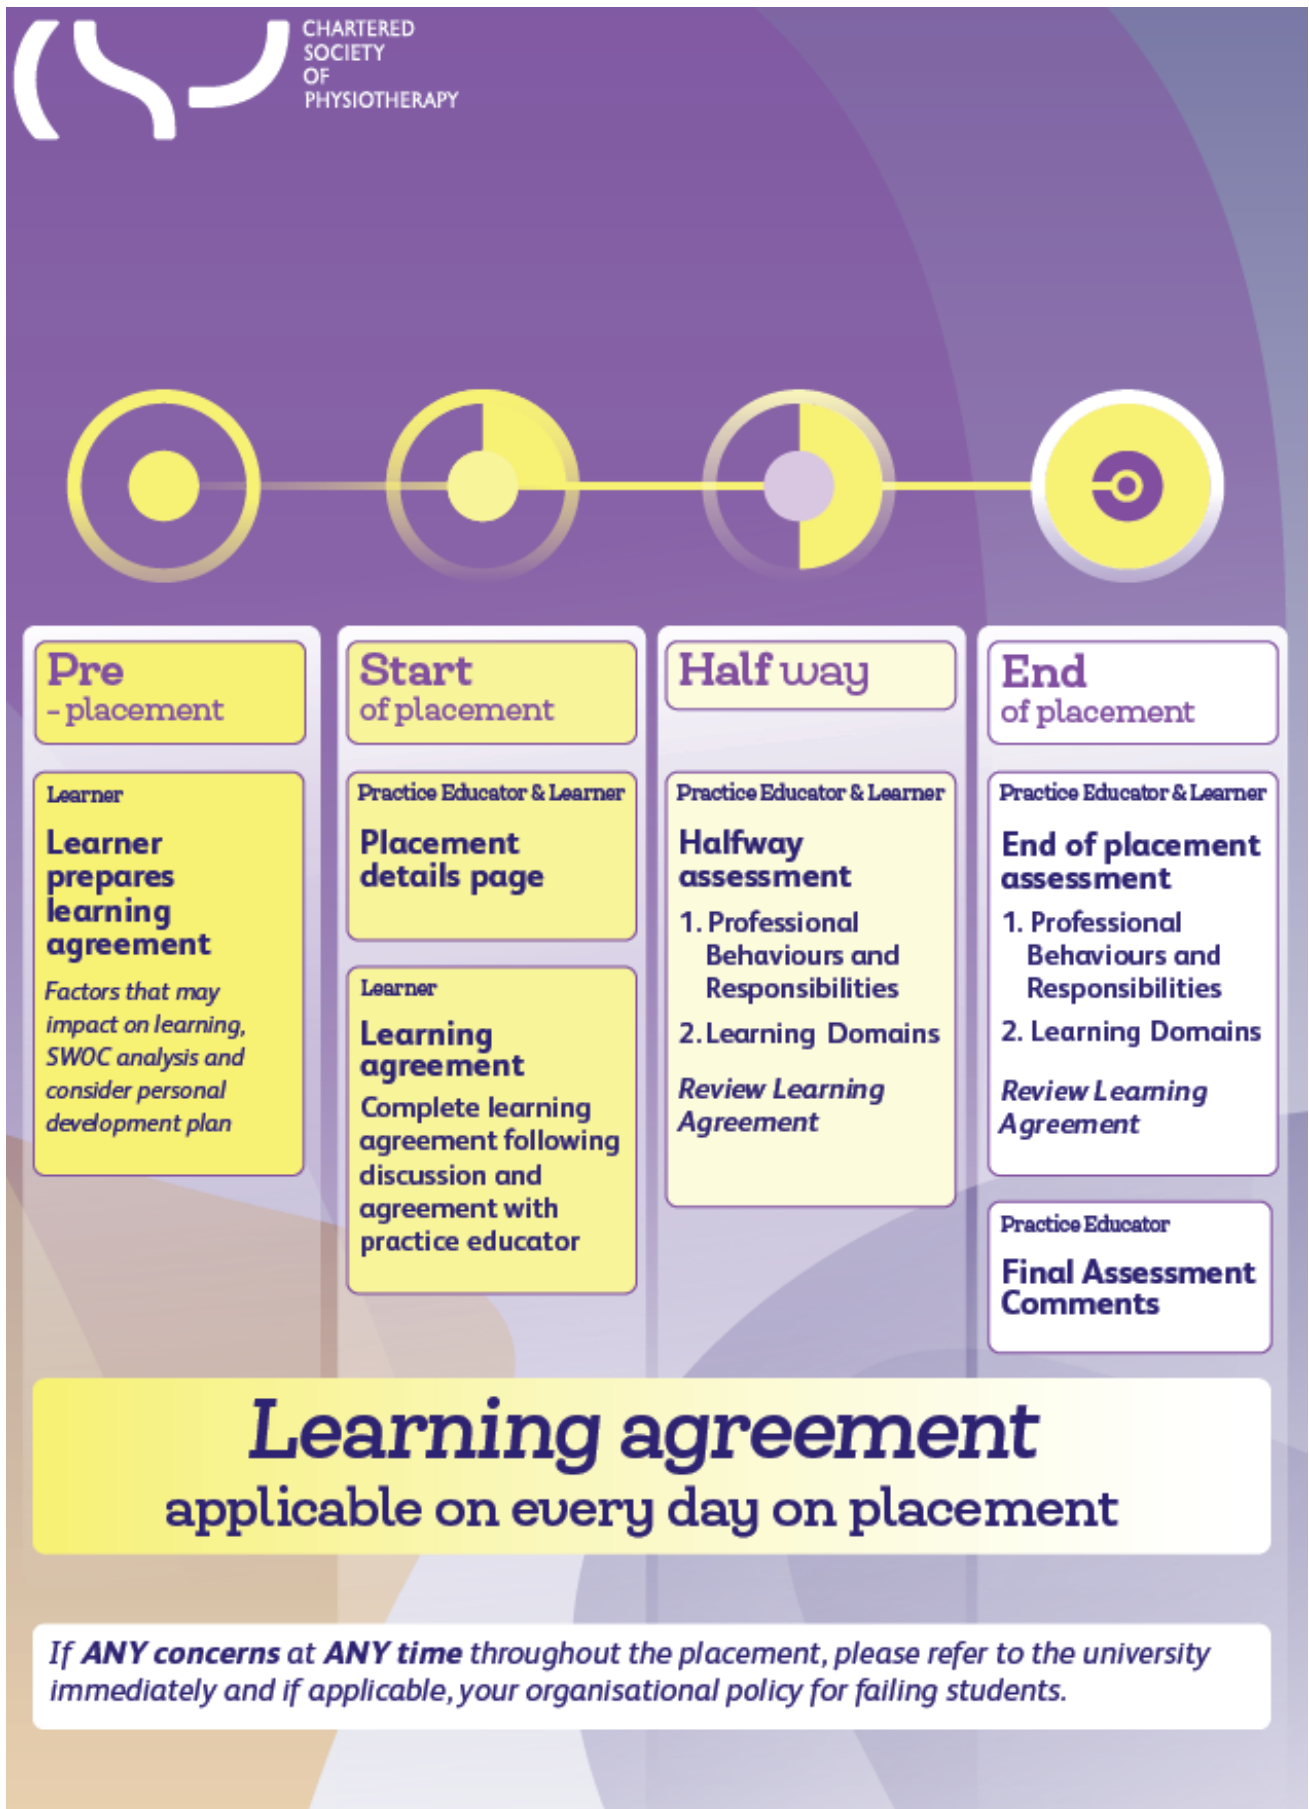 CHARTERED
SOCIETY
OF
PHYSIOTHERAPY
Pre
- placement
Learner
Learner
prepares
learning
agreement
Factors that may
impact on learning,
SWOC analysis and
consider personal
development plan
Start
of placement
Practice Educator & Learner
Placement
details page
Learner
Learning
agreement
Complete learning
agreement following
discussion and
agreement with
practice educator
Half way
Practice Educator & Learner
Halfway
assessment
1. Professional
Behaviours and
Responsibilities
2. Learning Domains
Review Learning
Agreement
End
of placement
Practice Educator & Learner
End of placement
assessment
1. Professional
Behaviours and
Responsibilities
2. Learning Domains
Review Learning
Agreement
Practice Educator
Final Assessment
Comments
Learning agreement
applicable on every day on placement
If ANY concerns at ANY time throughout the placement, please refer to the university
immediately and if applicable, your organisational policy for failing students.